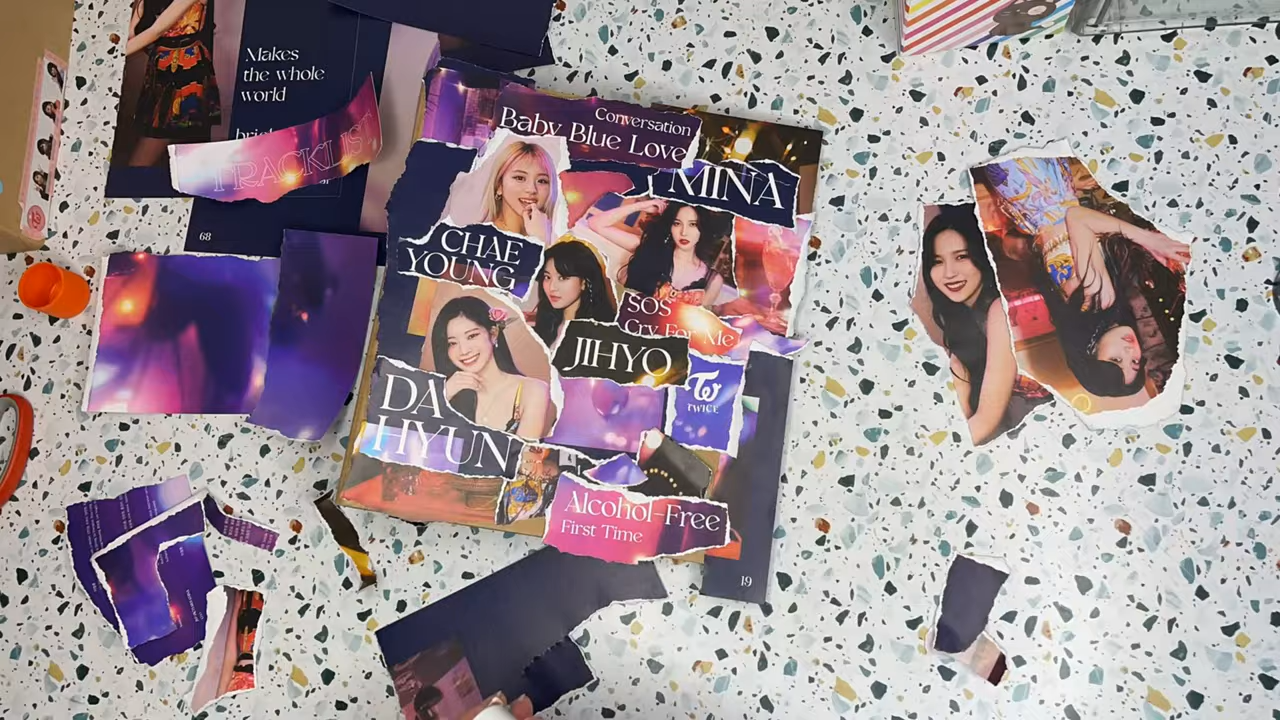 Makes
the whole
world
TRACKLIST
68
Conversation
Baby Blue Love
MINA
CHAE
YOUNG
SOS
Cry For Me
JIHYO
TWICE
DA
HYUN
Alcohol-Free
First Time
19